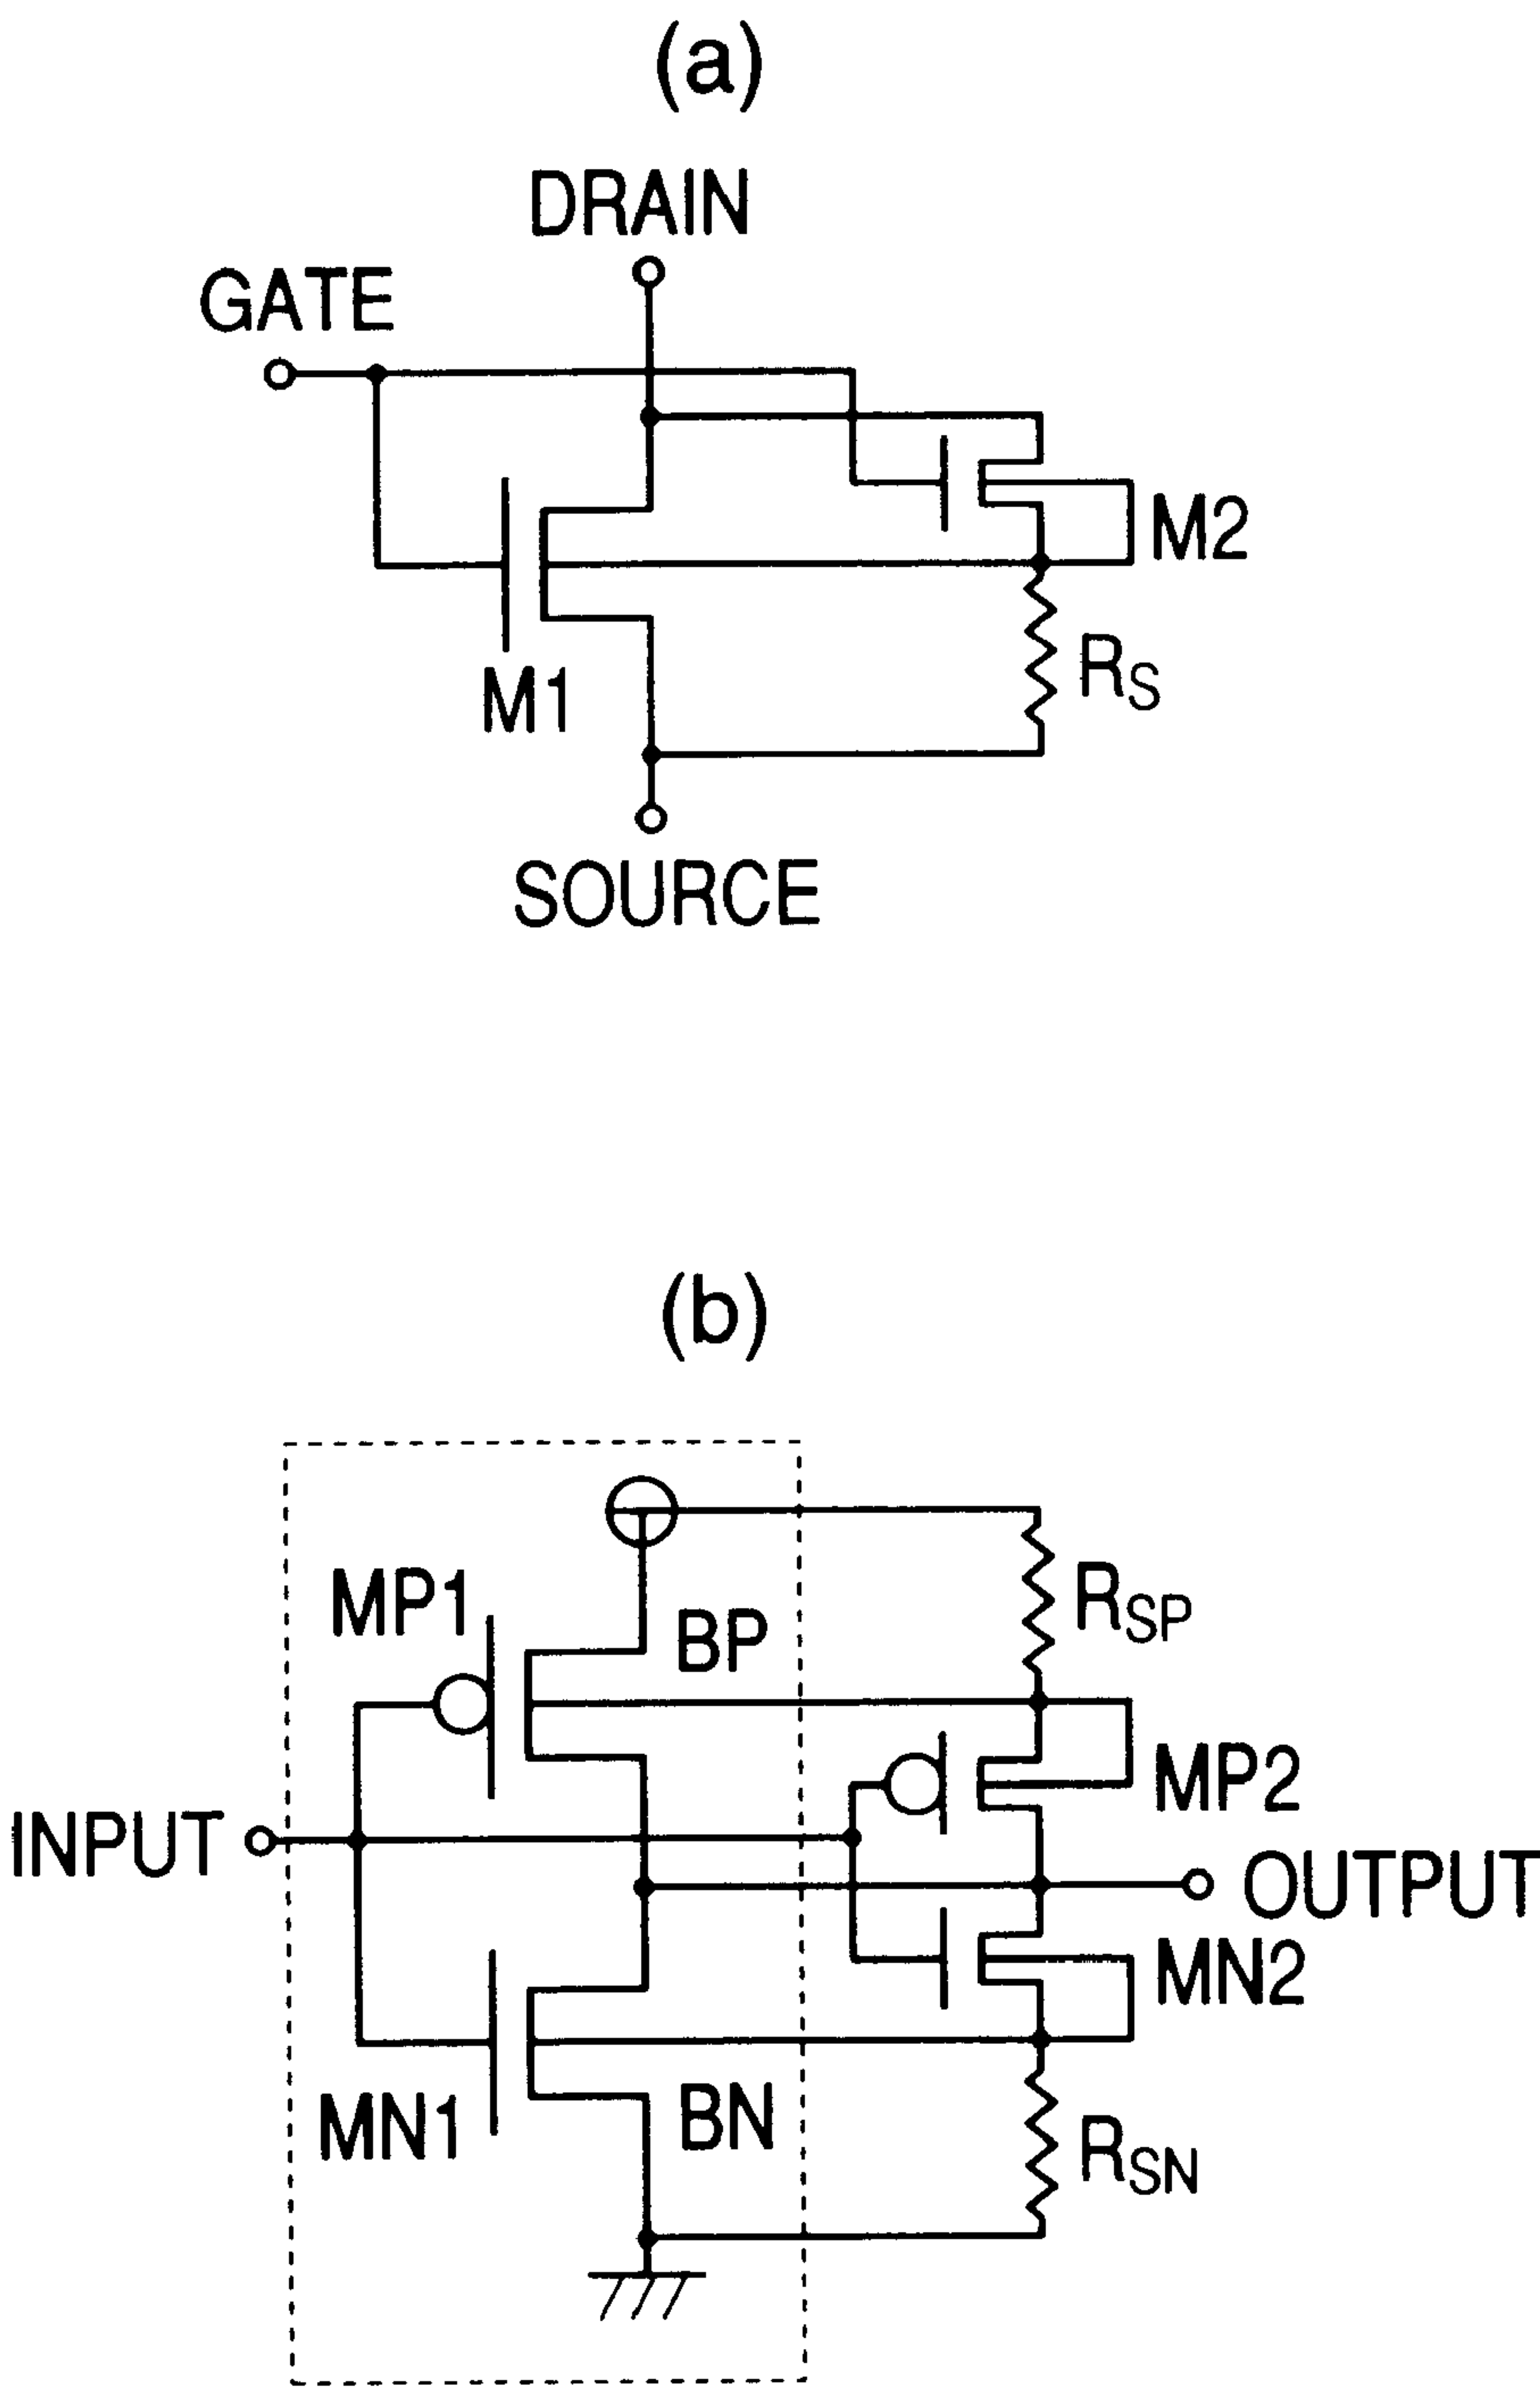 (a)
DRAIN
GATE
M2
RS
M1
SOURCE
(b)
MP1
BP
RSP
MP2
INPUT
OUTPUT
MN2
MN1
BN
RSN